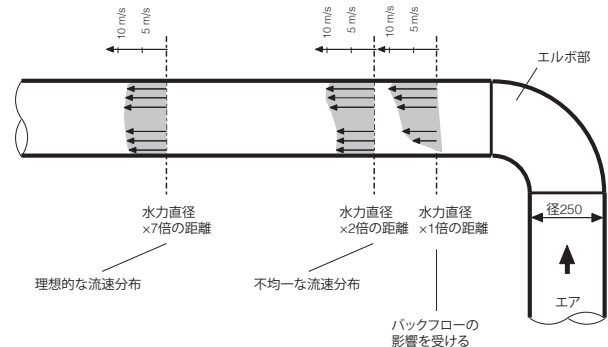 10 m/s
5 m/s
10 m/s
5 m/s
10 m/s
5 m/s
エルボ部
水力直径
×7倍の距離
水力直径
×2倍の距離
水力直径
×1倍の距離
径250
理想的な流速分布
不均一な流速分布
バックフローの
影響を受ける
エア